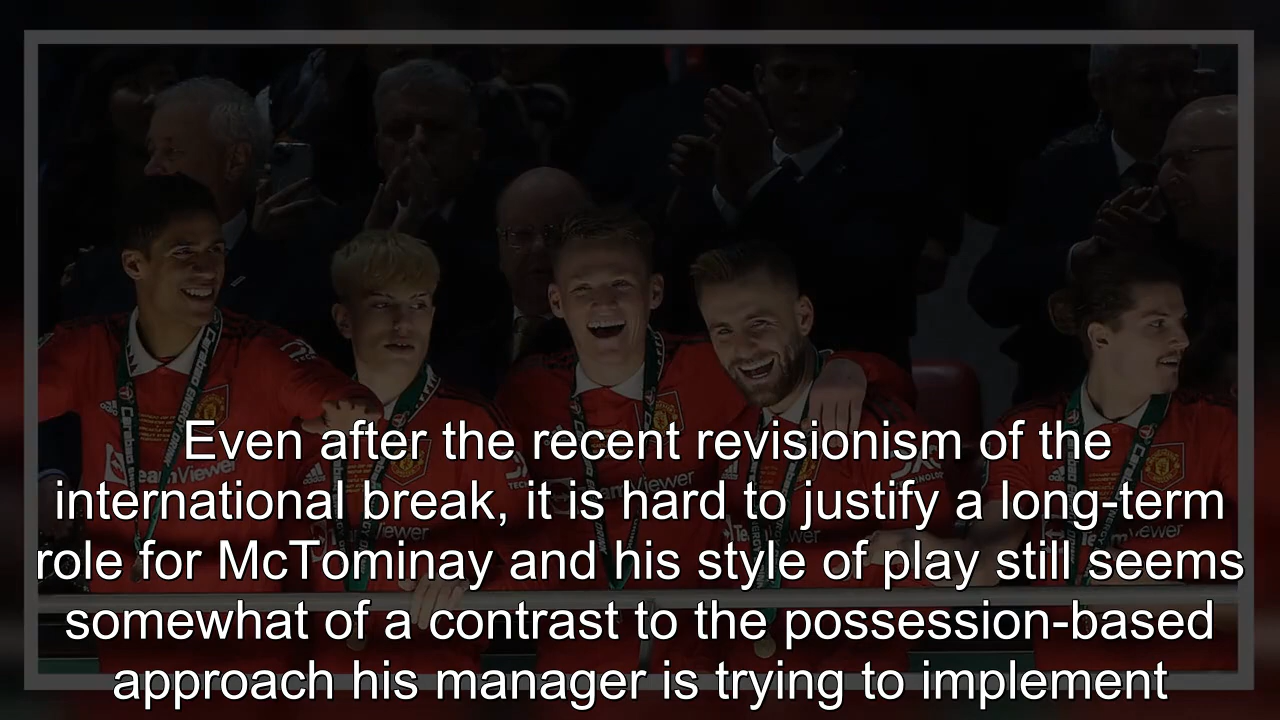 Even after the recent revisionism of the
international break, it is hard to justify a long-term
role for McTominay and his style of play still seems
somewhat of a contrast to the possession-based
approach his manager is trying to implement
Carabao
TeamViewer